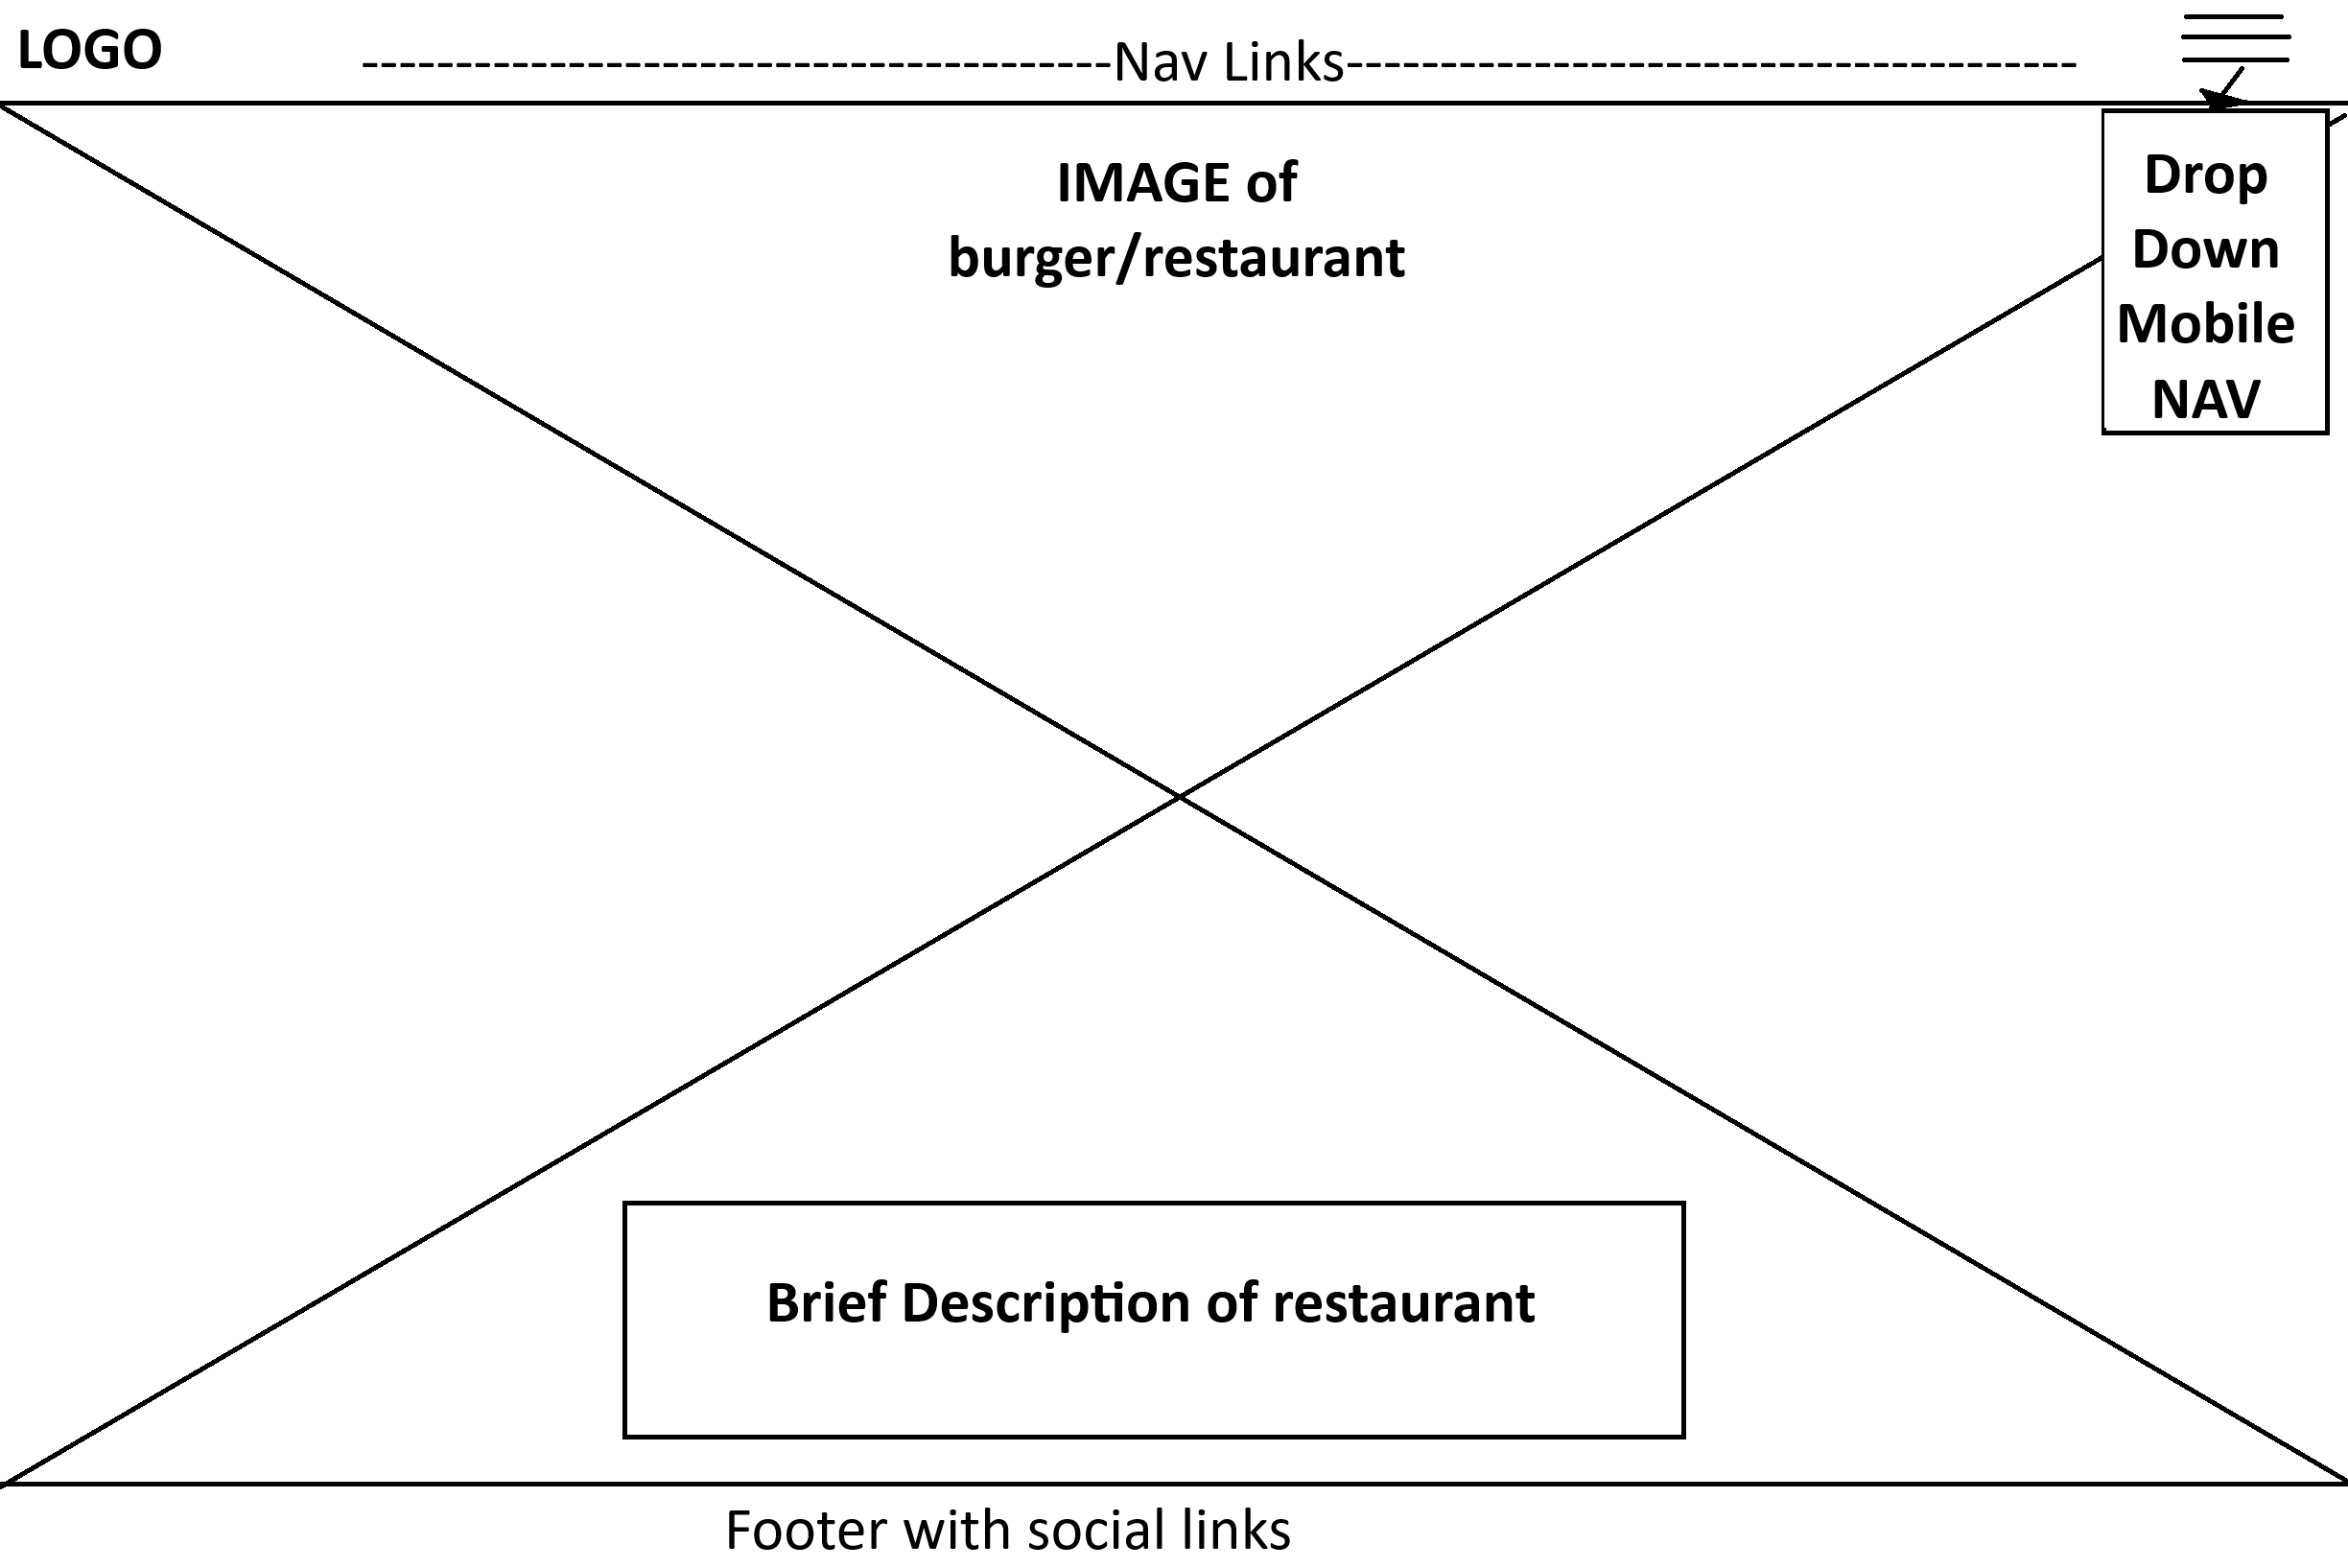 LOGO
----------------------------------------Nav Links---------------------------------------
IMAGE of
burger/restaurant
Drop
Down
Mobile
NAV
Brief Description of restaurant
Footer with social links